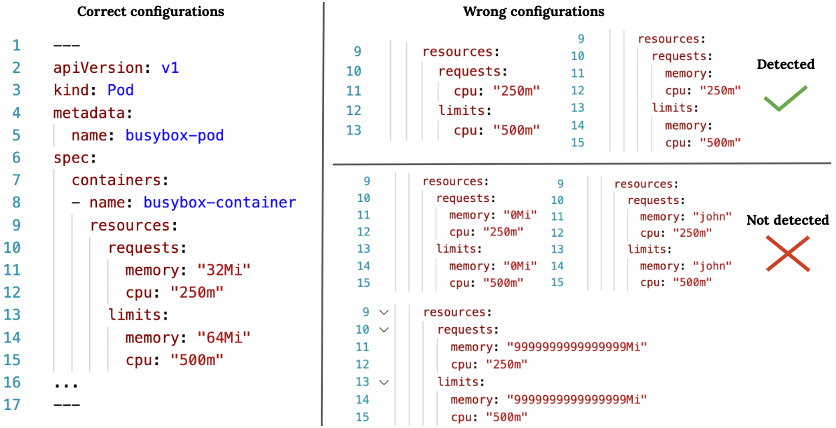 Correct configurations
1 ---
2 apiVersion: v1
3 kind: Pod
4 metadata:
5 name: busybox-pod
6 spec:
7 containers:
8 - name: busybox-container
9 resources:
10 requests:
11 memory: "32Mi"
12 cpu: "250m"
13 limits:
14 memory: "64Mi"
15 cpu: "500m"
16 ...
17 ---
Wrong configurations
9 resources:
10 requests:
11 cpu: "250m"
12 limits:
13 cpu: "500m"
9 resources:
10 requests:
11 memory:
12 cpu: "250m"
13 limits:
14 memory:
15 cpu: "500m"
Detected
9 resources:
10 requests:
11 memory: "0Mi"
12 cpu: "250m"
13 limits:
14 memory: "0Mi"
15 cpu: "500m"
9 resources:
10 requests:
11 memory: "john"
12 cpu: "250m"
13 limits:
14 memory: "john"
15 cpu: "500m"
Not detected
9 resources:
10 requests:
11 memory: "9999999999999999Mi"
12 cpu: "250m"
13 limits:
14 memory: "9999999999999999Mi"
15 cpu: "500m"